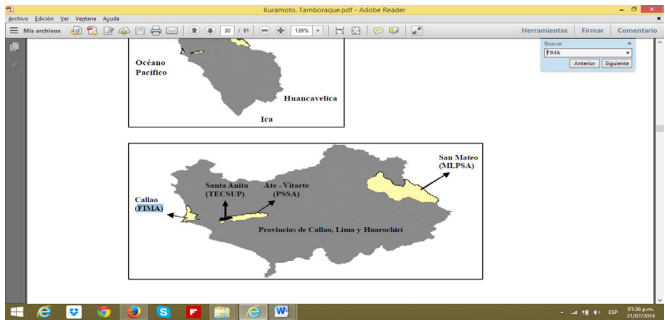 Kuramoto, Tamboraque.pdf - Adobe Reader
Archivo Edición Ver Ventana Ayuda
Mis archivos 30 / 91 139% Herramientas Firmar Comentario
Buscar
FIMA
Anterior Siguiente
Océano
Pacífico
Huancavelica
Ica
San Mateo
(MLPSA)
Santa Anita
(TECSUP)
Ate - Vitarte
(PSSA)
Callao
(FIMA)
Provincias de Callao, Lima y Huarochirí
ESP
01:56 p.m.
21/07/2014